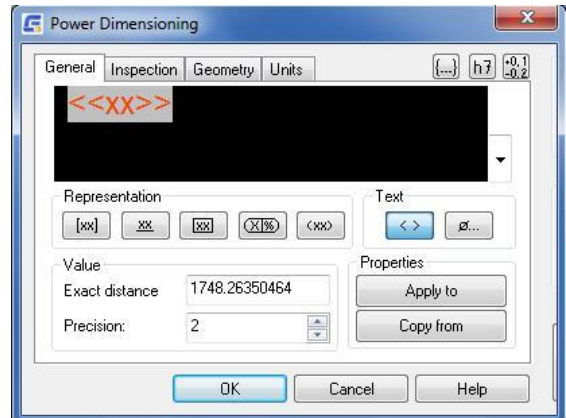 Power Dimensioning
General Inspection Geometry Units {...} h7 +0,1 -0,2
<<xx>>
Representation Text
[xx] xx xx (X|%) (xx) < > ø...
Value Properties
Exact distance 1748.26350464 Apply to
Precision: 2 Copy from
OK Cancel Help